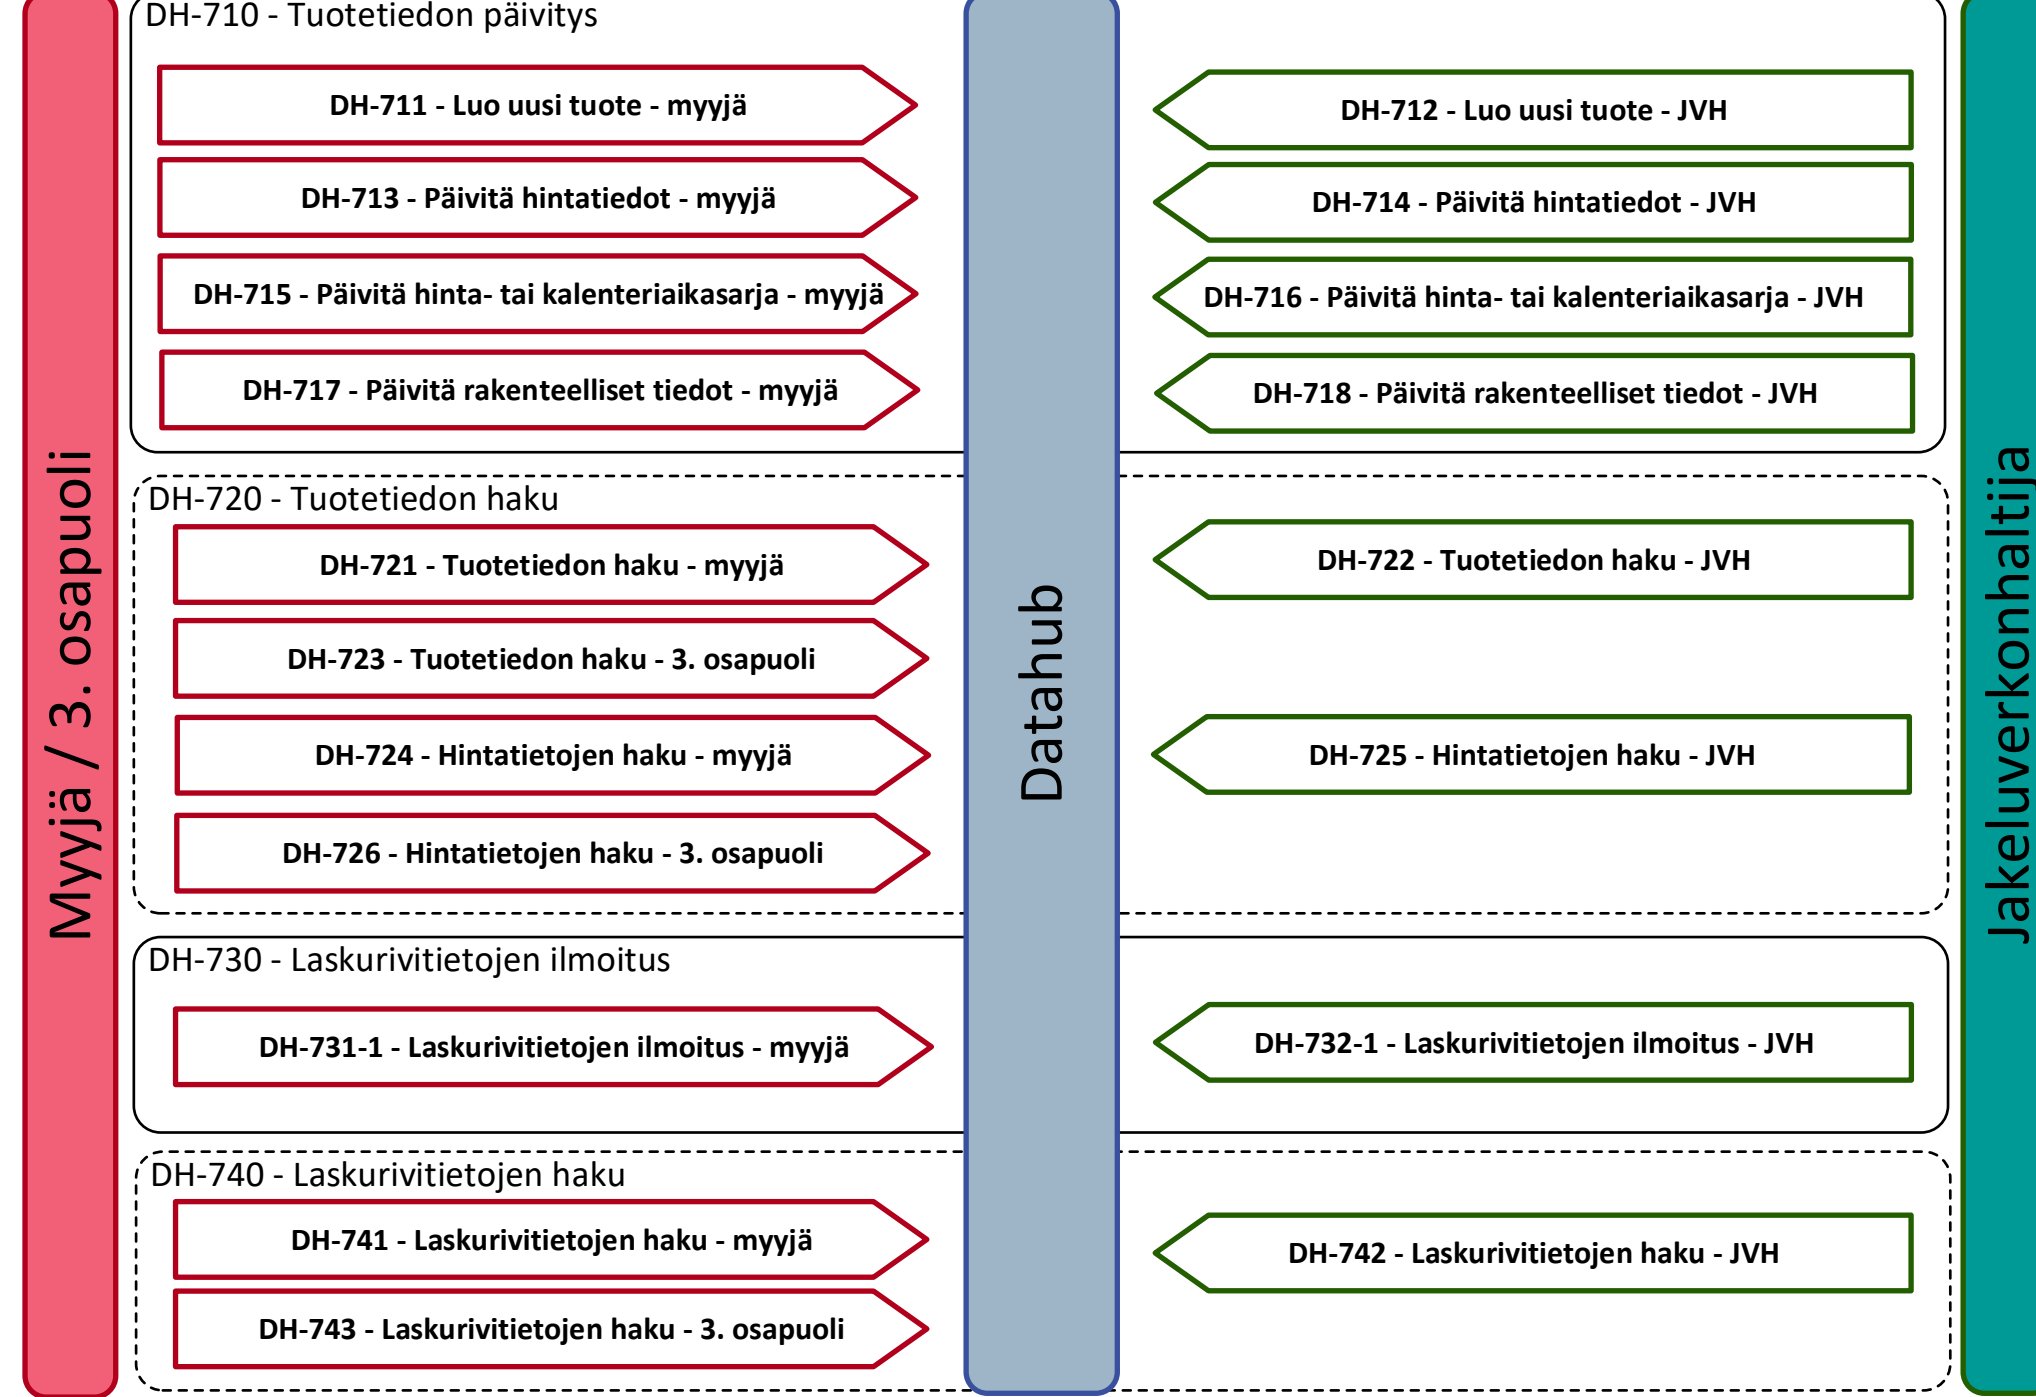 DH-710 - Tuotetiedon päivitys
DH-711 - Luo uusi tuote - myyjä
DH-712 - Luo uusi tuote - JVH
DH-713 - Päivitä hintatiedot - myyjä
DH-714 - Päivitä hintatiedot - JVH
DH-715 - Päivitä hinta- tai kalenteriaikasarja - myyjä
DH-716 - Päivitä hinta- tai kalenteriaikasarja - JVH
DH-717 - Päivitä rakenteelliset tiedot - myyjä
DH-718 - Päivitä rakenteelliset tiedot - JVH
DH-720 - Tuotetiedon haku
DH-721 - Tuotetiedon haku - myyjä
DH-722 - Tuotetiedon haku - JVH
DH-723 - Tuotetiedon haku - 3. osapuoli
DH-724 - Hintatietojen haku - myyjä
DH-725 - Hintatietojen haku - JVH
DH-726 - Hintatietojen haku - 3. osapuoli
DH-730 - Laskurivitietojen ilmoitus
DH-731-1 - Laskurivitietojen ilmoitus - myyjä
DH-732-1 - Laskurivitietojen ilmoitus - JVH
DH-740 - Laskurivitietojen haku
DH-741 - Laskurivitietojen haku - myyjä
DH-742 - Laskurivitietojen haku - JVH
DH-743 - Laskurivitietojen haku - 3. osapuoli
Myyjä / 3. osapuoli
Datahub
Jakeluverkonhaltija